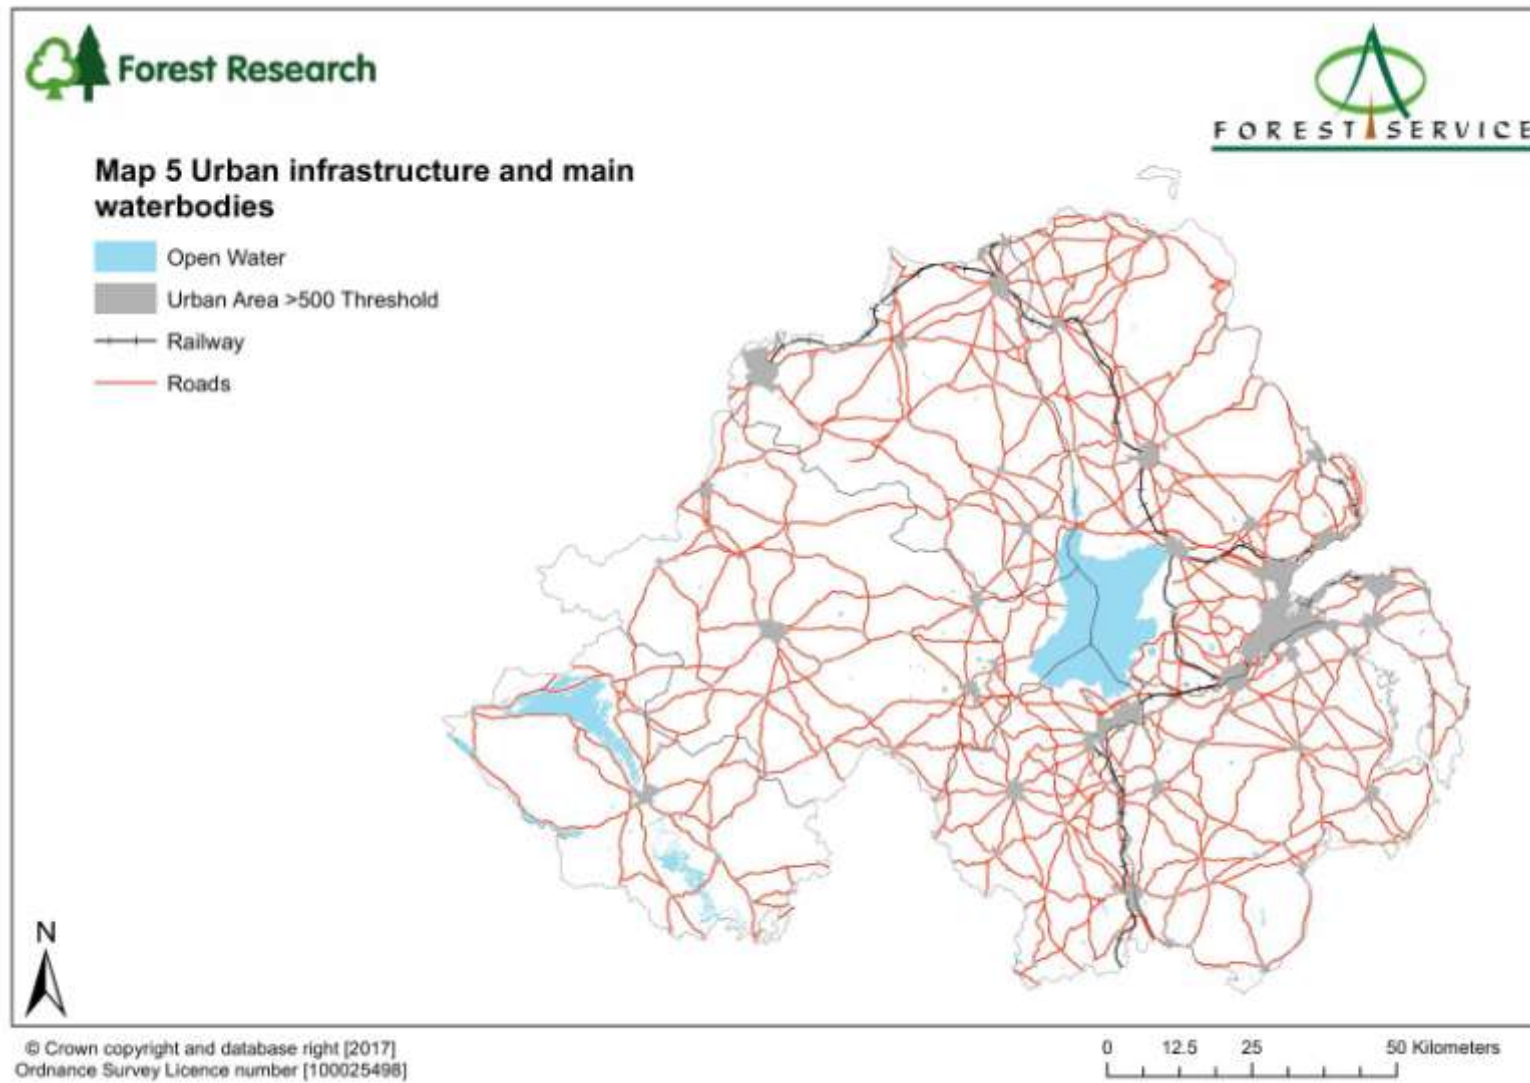 Forest Research
FOREST SERVICE
Map 5 Urban infrastructure and main
waterbodies
Open Water
Urban Area >500 Threshold
Railway
Roads
N
© Crown copyright and database right [2017]
Ordnance Survey Licence number [100025498]
0 12.5 25 50 Kilometers